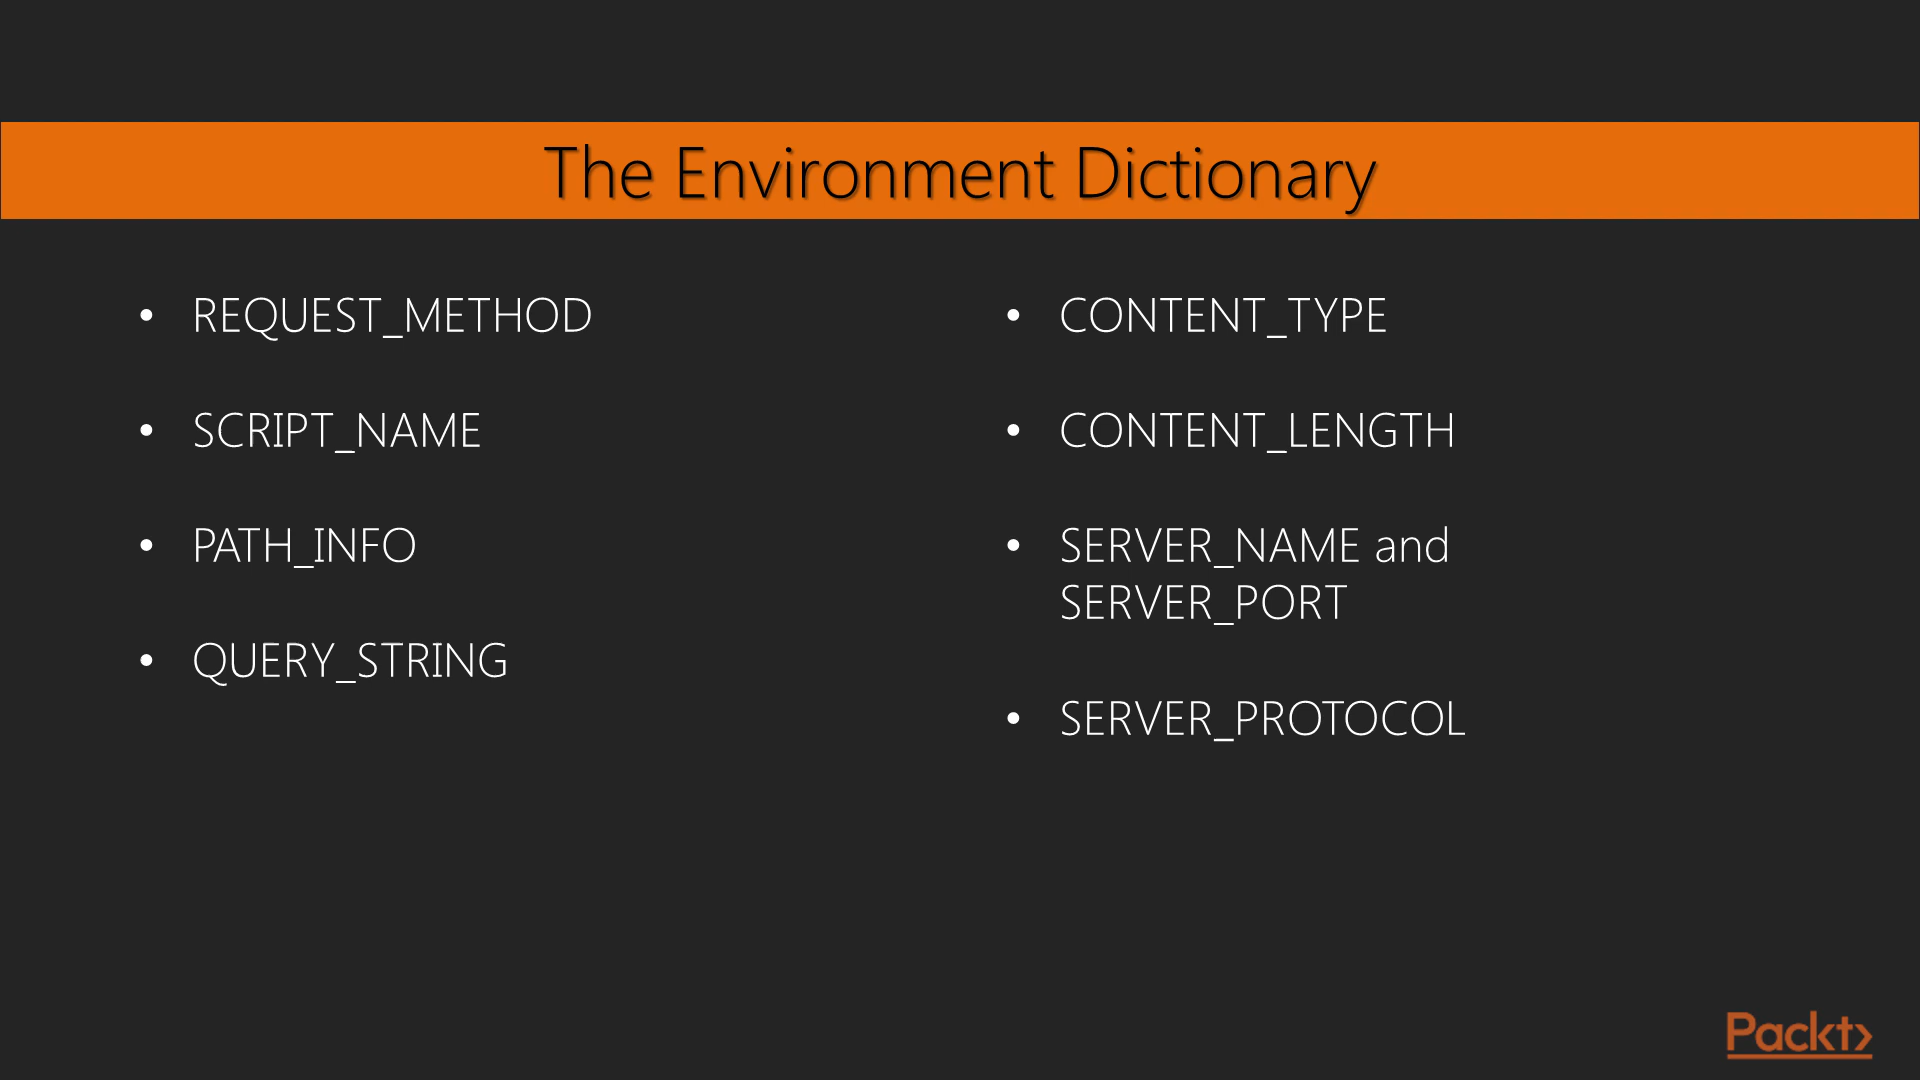 The Environment Dictionary
• REQUEST_METHOD
• SCRIPT_NAME
• PATH_INFO
• QUERY_STRING
• CONTENT_TYPE
• CONTENT_LENGTH
• SERVER_NAME and
SERVER_PORT
• SERVER_PROTOCOL
Packt>